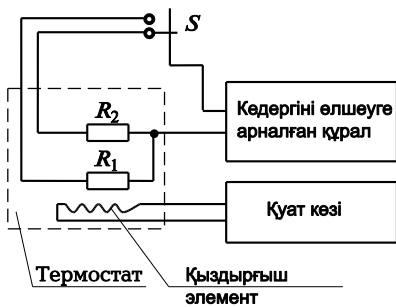 S
R₂
R₁
Кедергіні өлшеуге
арналған құрал
Қуат көзі
Термостат
Қыздырғыш
элемент